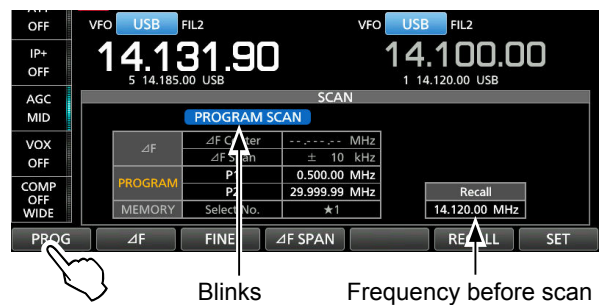 OFF
VFO USB FIL2
VFO USB FIL2
IP+
OFF
14.131.90
14.100.00
5 14.185.00 USB
1 14.120.00 USB
AGC
MID
SCAN
PROGRAM SCAN
VOX
OFF
⊿F
⊿F Center --.---.-- MHz
⊿F Span ± 10 kHz
PROGRAM
P1 0.500.00 MHz
P2 29.999.99 MHz
MEMORY
Select No. ★1
COMP
OFF
WIDE
Recall
14.120.00 MHz
PROG ⊿F FINE ⊿F SPAN RECALL SET
Blinks
Frequency before scan